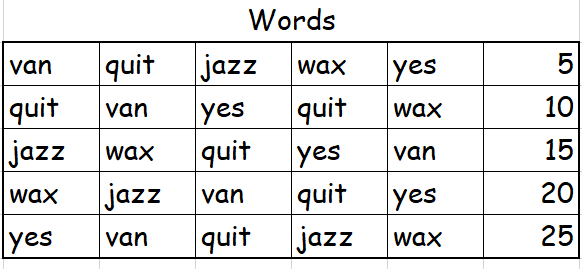 Words
van quit jazz wax yes 5
quit van yes quit wax 10
jazz wax quit yes van 15
wax jazz van quit yes 20
yes van quit jazz wax 25